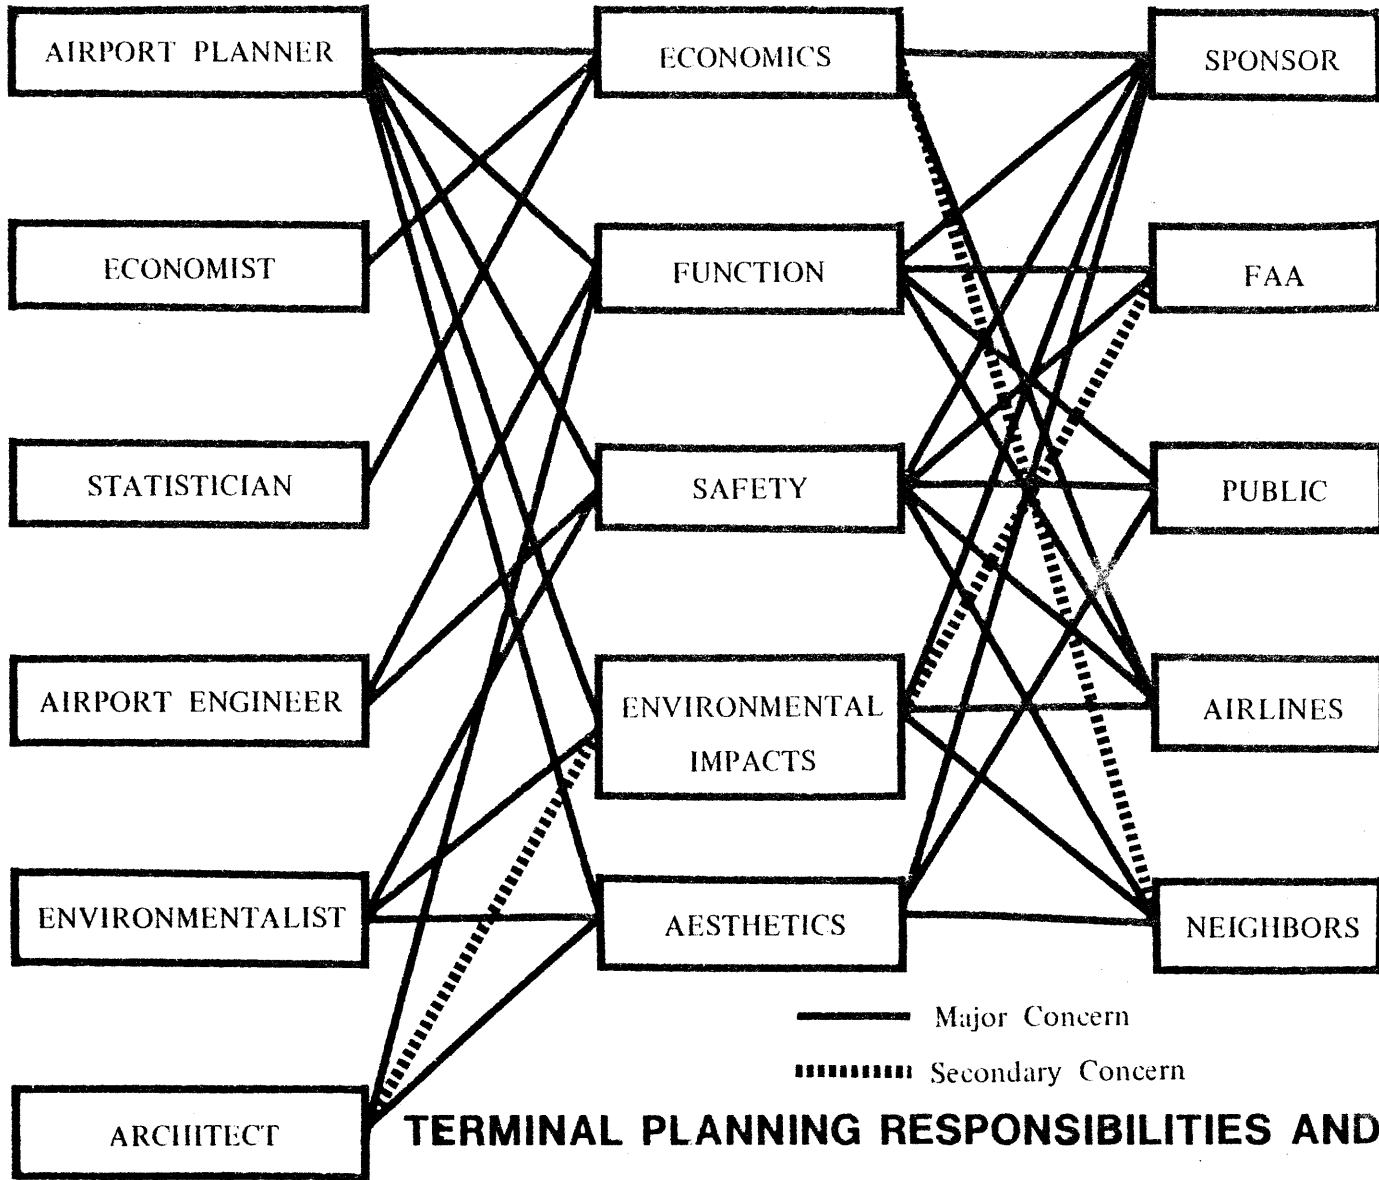 AIRPORT PLANNER
ECONOMICS
SPONSOR
ECONOMIST
FUNCTION
FAA
STATISTICIAN
SAFETY
PUBLIC
AIRPORT ENGINEER
ENVIRONMENTAL
IMPACTS
AIRLINES
ENVIRONMENTALIST
AESTHETICS
NEIGHBORS
Major Concern
Secondary Concern
ARCHITECT
TERMINAL PLANNING RESPONSIBILITIES AND